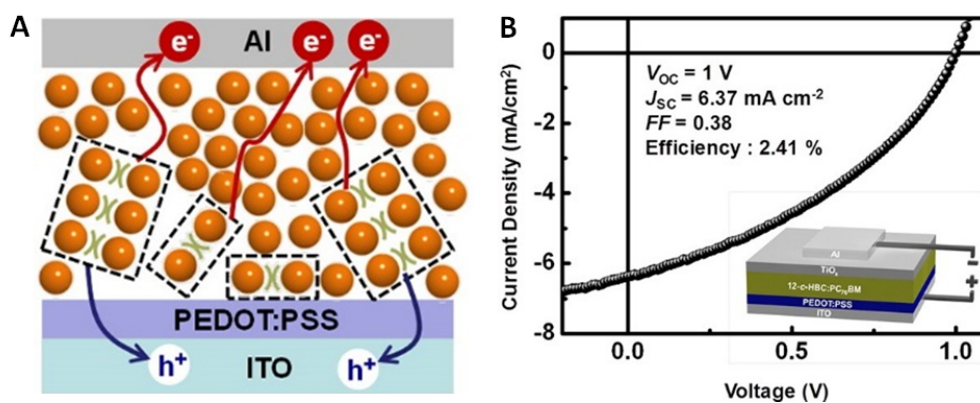 A
Al
e-
e-
e-
PEDOT:PSS
ITO
h+
h+
B
Current Density (mA/cm²)
0
-2
-4
-6
-8
V_OC = 1 V
J_SC = 6.37 mA cm⁻²
FF = 0.38
Efficiency : 2.41 %
Al
TiOₓ
12-c-HBC:PC₇₀BM
PEDOT:PSS
ITO
-
+
0.0
0.5
1.0
Voltage (V)